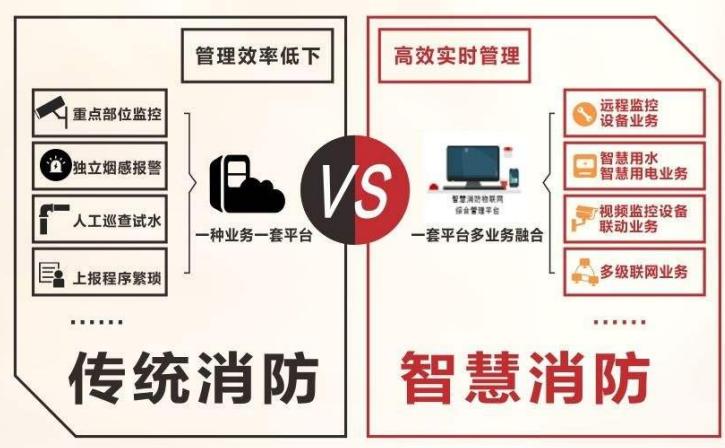 管理效率低下
重点部位监控
独立烟感报警
人工巡查试水
上报程序繁琐
......
一种业务一套平台
传统消防
VS
高效实时管理
智慧消防物联网
综合管理平台
一套平台多业务融合
远程监控
设备业务
智慧用水
智慧用电业务
视频监控设备
联动业务
多级联网业务
......
智慧消防